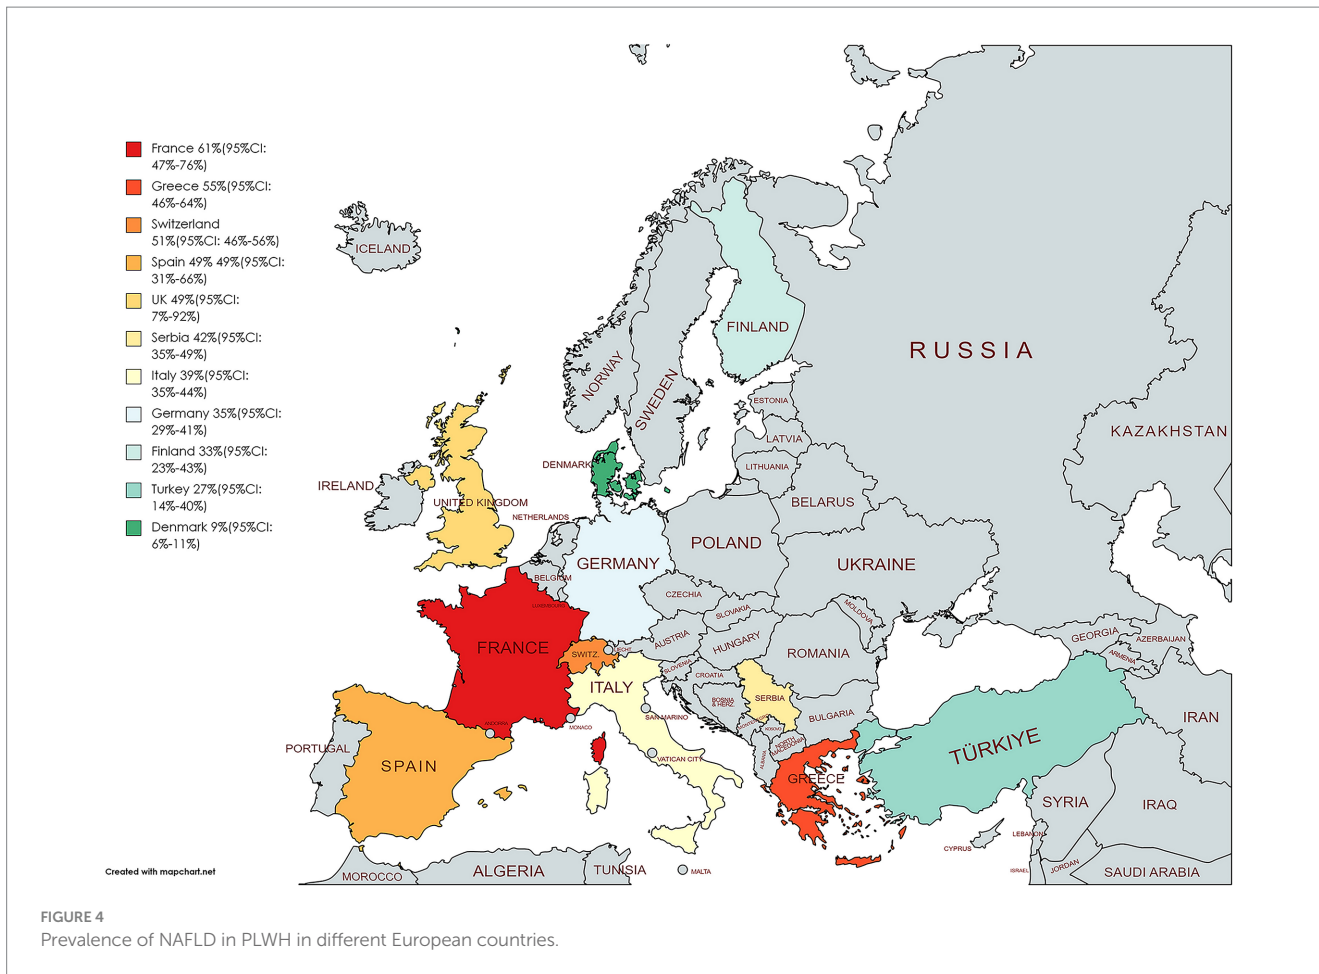 France 61%(95%CI:
47%-76%)
Greece 55%(95%CI:
46%-64%)
Switzerland
51%(95%CI: 46%-56%)
Spain 49% 49%(95%CI:
31%-66%)
UK 49%(95%CI:
7%-92%)
Serbia 42%(95%CI:
35%-49%)
Italy 39%(95%CI:
35%-44%)
Germany 35%(95%CI:
29%-41%)
Finland 33%(95%CI:
23%-43%)
Turkey 27%(95%CI:
14%-40%)
Denmark 9%(95%CI:
6%-11%)
ICELAND
FINLAND
RUSSIA
NORWAY
SWEDEN
ESTONIA
KAZAKHSTAN
LATVIA
DENMARK
LITHUANIA
IRELAND
UNITED KINGDOM
BELARUS
NETHERLANDS
POLAND
GERMANY
UKRAINE
BELGIUM
CZECHIA
LUXEMBOURG
SLOVAKIA
MOLDOVA
FRANCE
SWITZ.
AUSTRIA
HUNGARY
GEORGIA
AZERBAIJAN
ROMANIA
ARMENIA
SLOVENIA
CROATIA
ITALY
BOSNIA
& HERZ.
SERBIA
SAN MARINO
BULGARIA
IRAN
ANDORRA
MONACO
MONTENEGRO
KOSOVO
PORTUGAL
NORTH
MACEDONIA
TÜRKIYE
VATICAN CITY
ALBANIA
SPAIN
GREECE
SYRIA
IRAQ
LEBANON
CYPRUS
MOROCCO
ALGERIA
TUNISIA
MALTA
ISRAEL
JORDAN
SAUDI ARABIA
Created with mapchart.net
FIGURE 4
Prevalence of NAFLD in PLWH in different European countries.